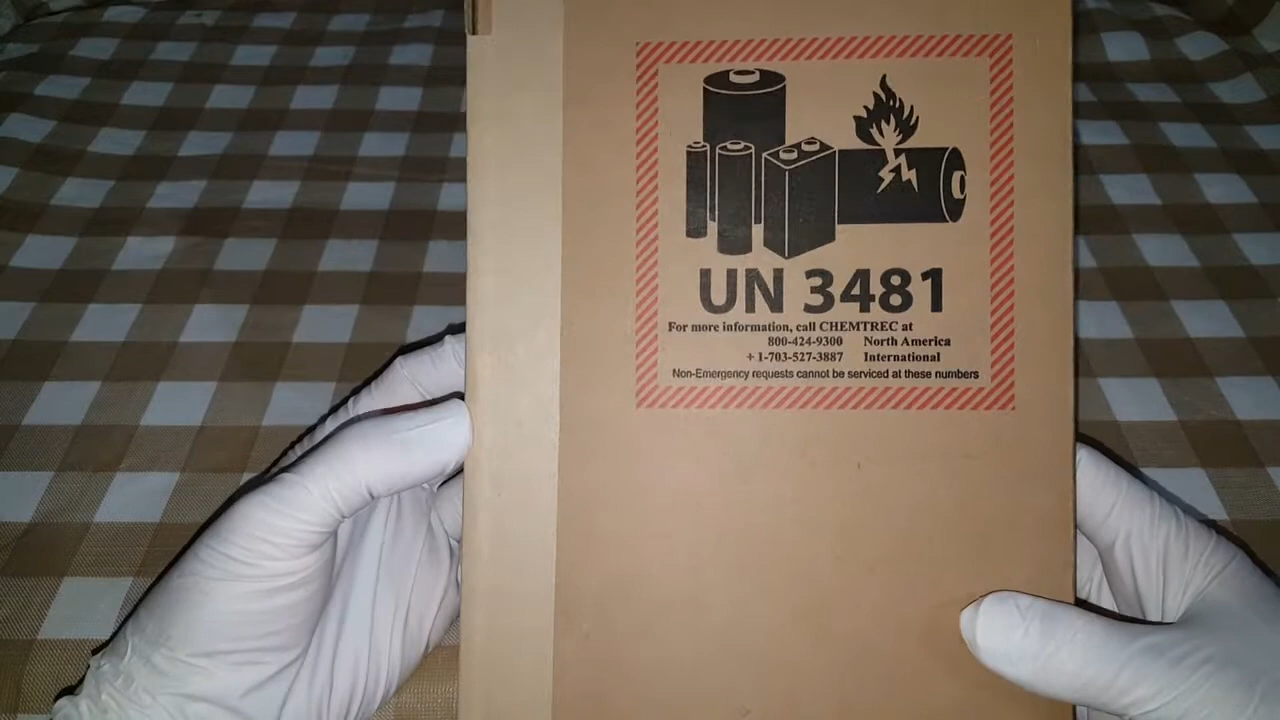 UN 3481
For more information, call CHEMTREC at
800-424-9300 North America
+ 1-703-527-3887 International
Non-Emergency requests cannot be serviced at these numbers